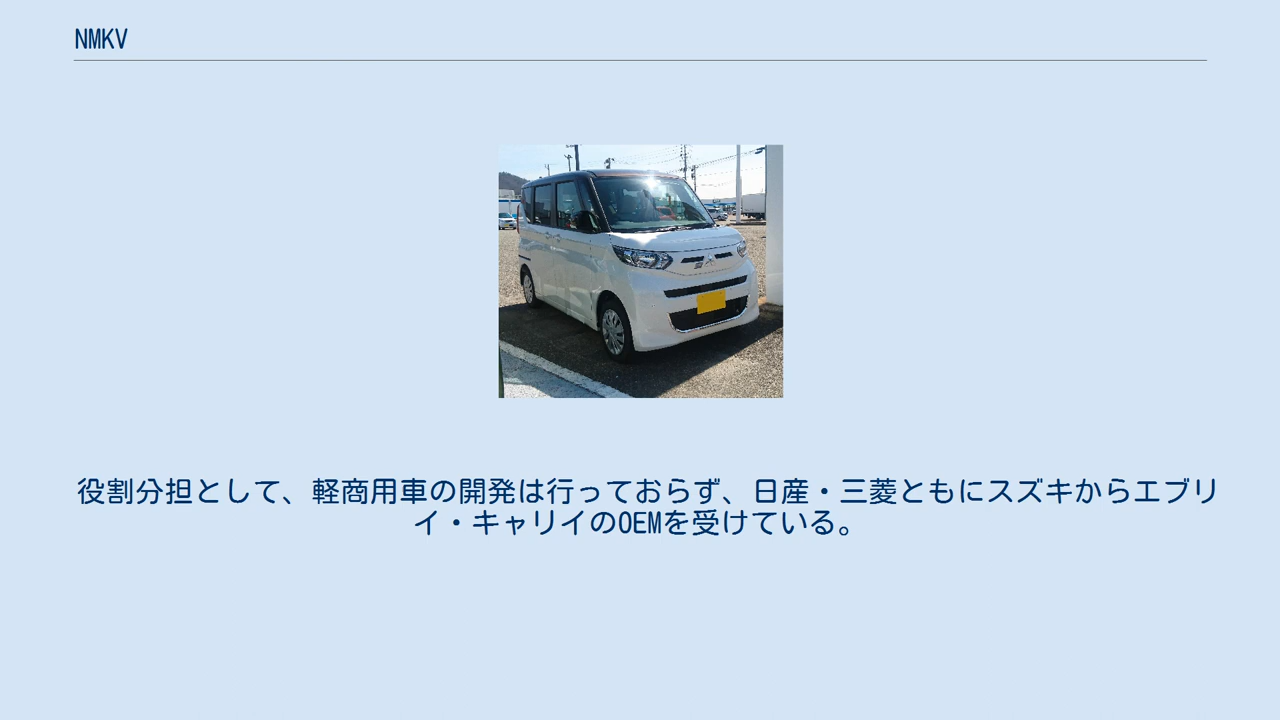 NMKV
役割分担として、軽商用車の開発は行っておらず、日産・三菱ともにスズキからエブリ
イ・キャリイのOEMを受けている。